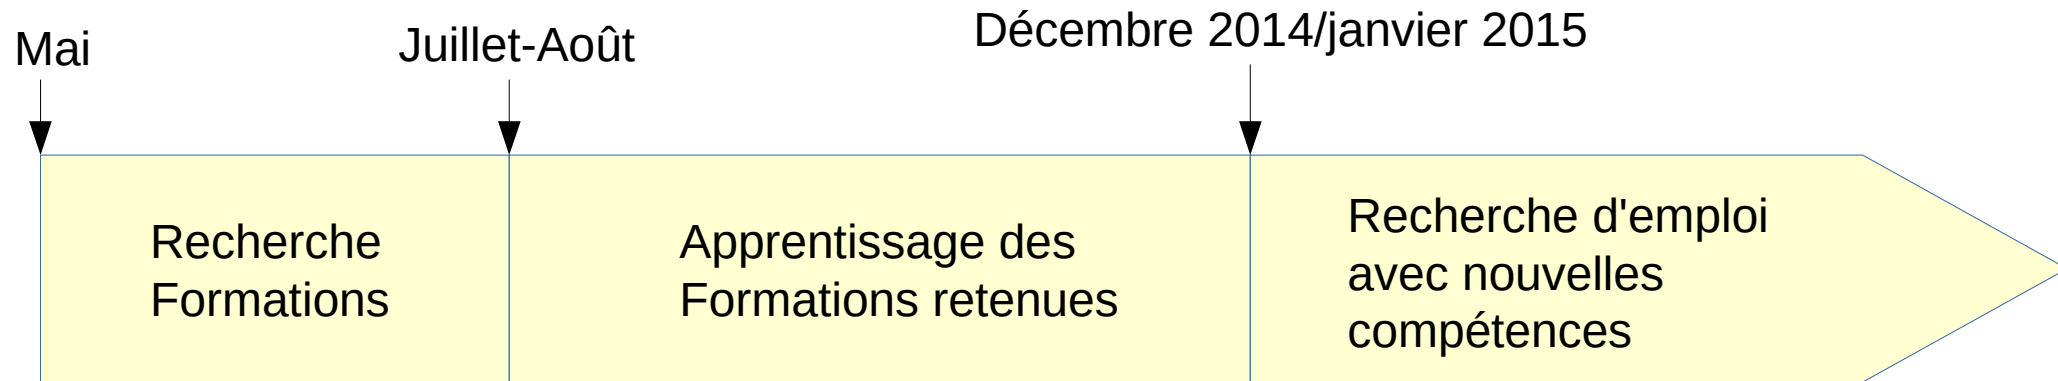 Mai
Juillet-Août
Décembre 2014/janvier 2015
Recherche
Formations
Apprentissage des
Formations retenues
Recherche d'emploi
avec nouvelles
compétences